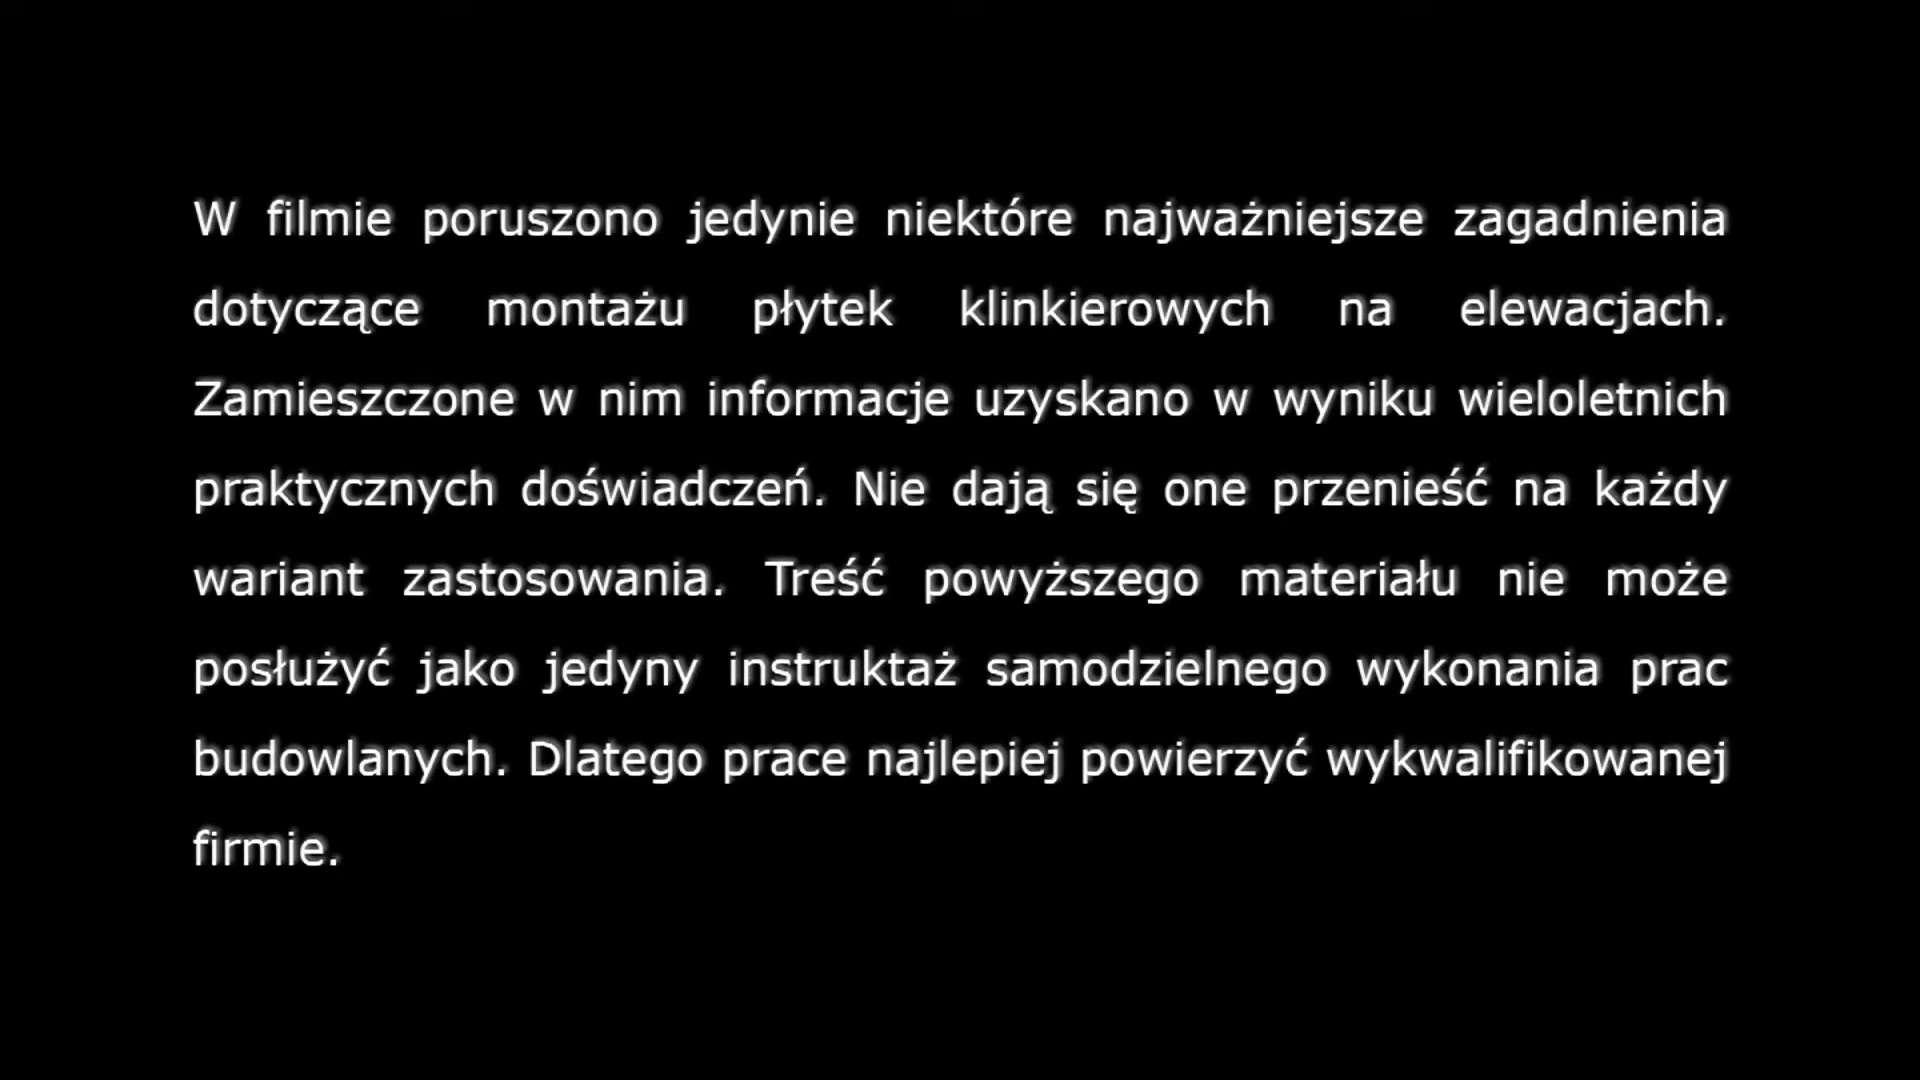 W filmie poruszono jedynie niektóre najważniejsze zagadnienia
dotyczące montażu płytek klinkierowych na elewacjach.
Zamieszczone w nim informacje uzyskano w wyniku wieloletnich
praktycznych doświadczeń. Nie dają się one przenieść na każdy
wariant zastosowania. Treść powyższego materiału nie może
posłużyć jako jedyny instruktaż samodzielnego wykonania prac
budowlanych. Dlatego prace najlepiej powierzyć wykwalifikowanej
firmie.